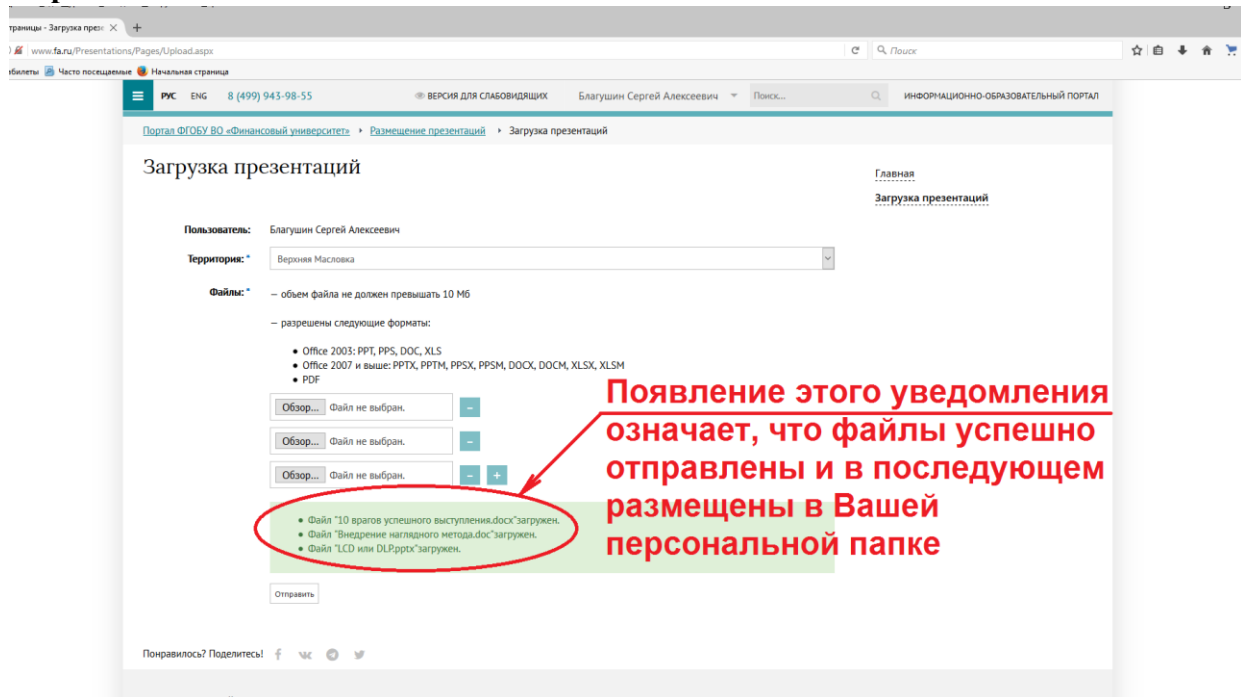 траницы - Загрузка през
www.fa.ru/Presentations/Pages/Upload.aspx
Поиск
абилеты Часто посещаемые Начальная страница
РУС ENG 8 (499) 943-98-55 ВЕРСИЯ ДЛЯ СЛАБОВИДЯЩИХ Благушин Сергей Алексеевич Поиск... ИНФОРМАЦИОННО-ОБРАЗОВАТЕЛЬНЫЙ ПОРТАЛ
Портал ФГОБУ ВО «Финансовый университет» Размещение презентаций Загрузка презентаций
Загрузка презентаций
Главная
Загрузка презентаций
Пользователь: Благушин Сергей Алексеевич
Территория: * Верхняя Масловка
Файлы: * — объем файла не должен превышать 10 Мб
— разрешены следующие форматы:
• Office 2003: PPT, PPS, DOC, XLS
• Office 2007 и выше: PPTX, PPTM, PPSX, PPSM, DOCX, DOCM, XLSX, XLSM
• PDF
Обзор... Файл не выбран. –
Обзор... Файл не выбран. –
Обзор... Файл не выбран. – +
Появление этого уведомления
означает, что файлы успешно
отправлены и в последующем
размещены в Вашей
персональной папке
• Файл "10 врагов успешного выступления.docx"загружен.
• Файл "Внедрение наглядного метода.doc"загружен.
• Файл "LCD или DLP.pptx"загружен.
Отправить
Понравилось? Поделитесь!